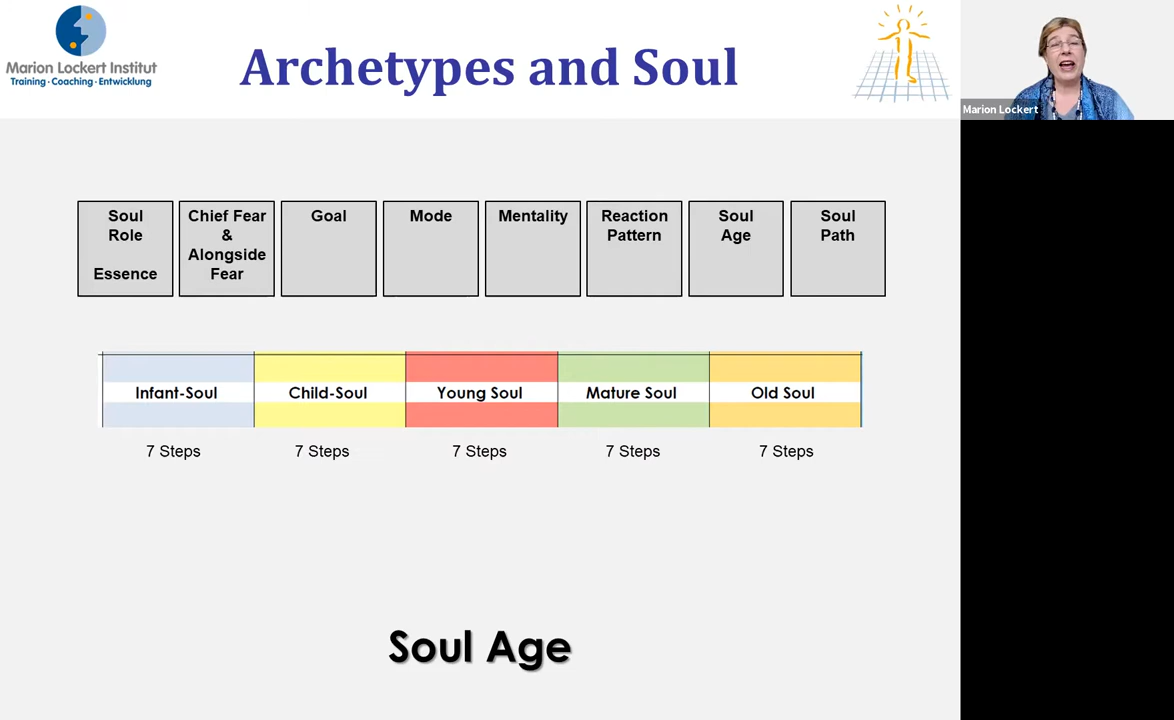 Marion Lockert Institut
Training · Coaching · Entwicklung
Archetypes and Soul
Marion Lockert
Soul
Role
Essence
Chief Fear
&
Alongside
Fear
Goal
Mode
Mentality
Reaction
Pattern
Soul
Age
Soul
Path
Infant-Soul
Child-Soul
Young Soul
Mature Soul
Old Soul
7 Steps
7 Steps
7 Steps
7 Steps
7 Steps
Soul Age